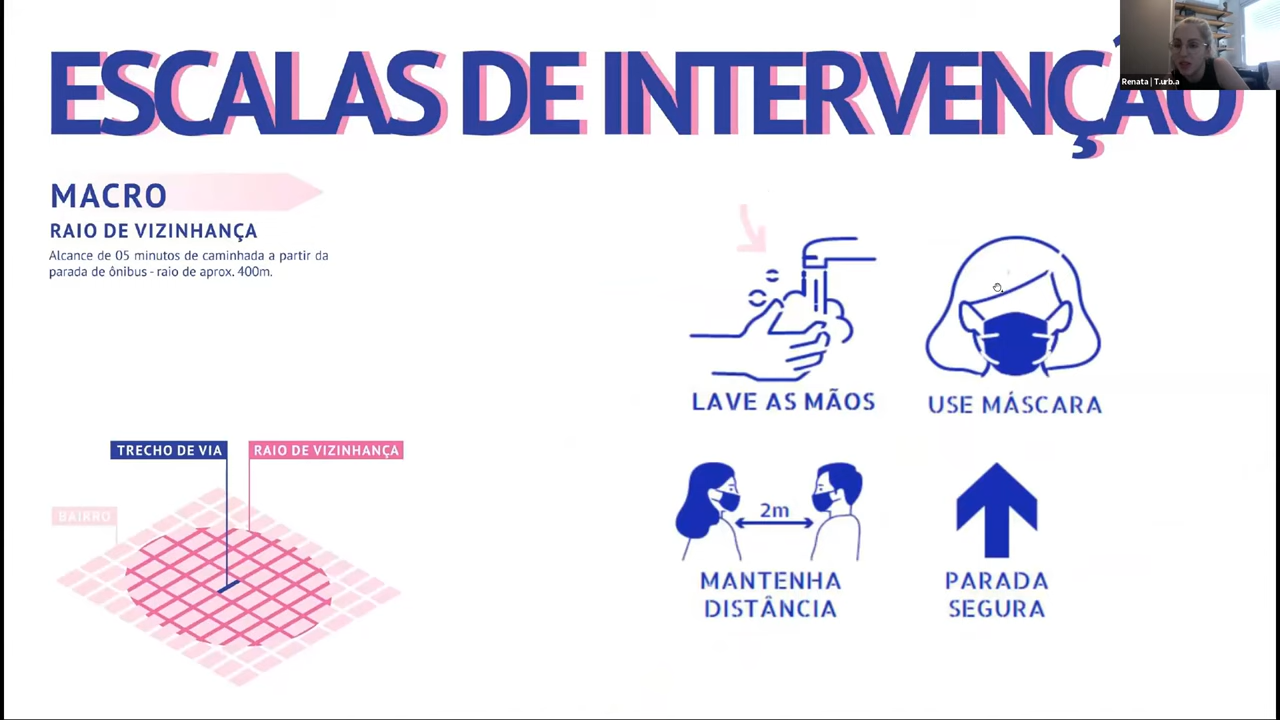 ESCALAS DE INTERVENÇÃO
Renata | T.urb.a
MACRO
RAIO DE VIZINHANÇA
Alcance de 05 minutos de caminhada a partir da
parada de ônibus - raio de aprox. 400m.
LAVE AS MÃOS
USE MÁSCARA
TRECHO DE VIA
RAIO DE VIZINHANÇA
BAIRRO
2m
MANTENHA
DISTÂNCIA
PARADA
SEGURA